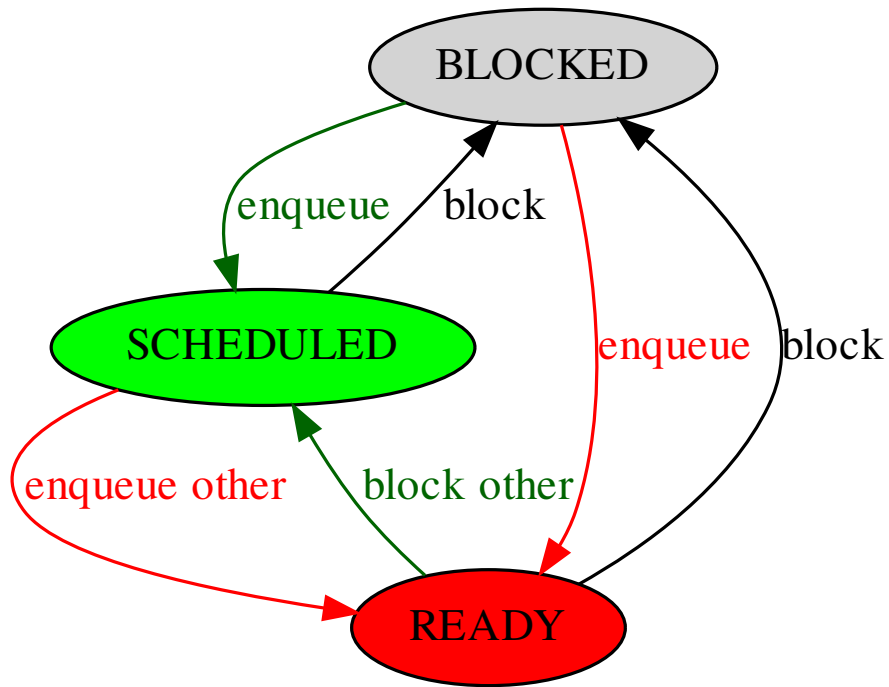 BLOCKED
enqueue
block
SCHEDULED
enqueue
block
enqueue other
block other
READY